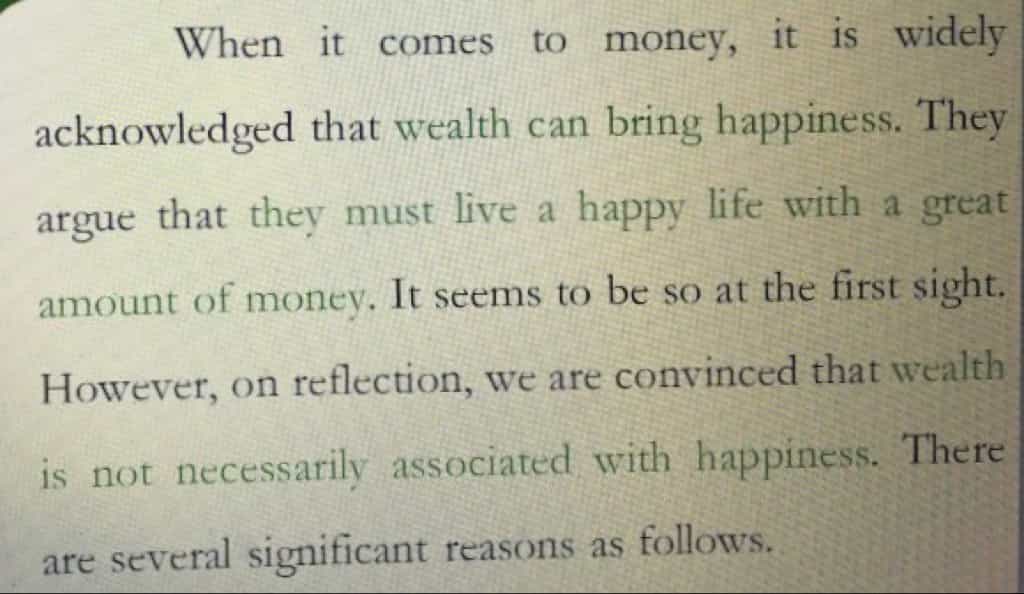 When it comes to money, it is widely
acknowledged that wealth can bring happiness. They
argue that they must live a happy life with a great
amount of money. It seems to be so at the first sight.
However, on reflection, we are convinced that wealth
is not necessarily associated with happiness. There
are several significant reasons as follows.